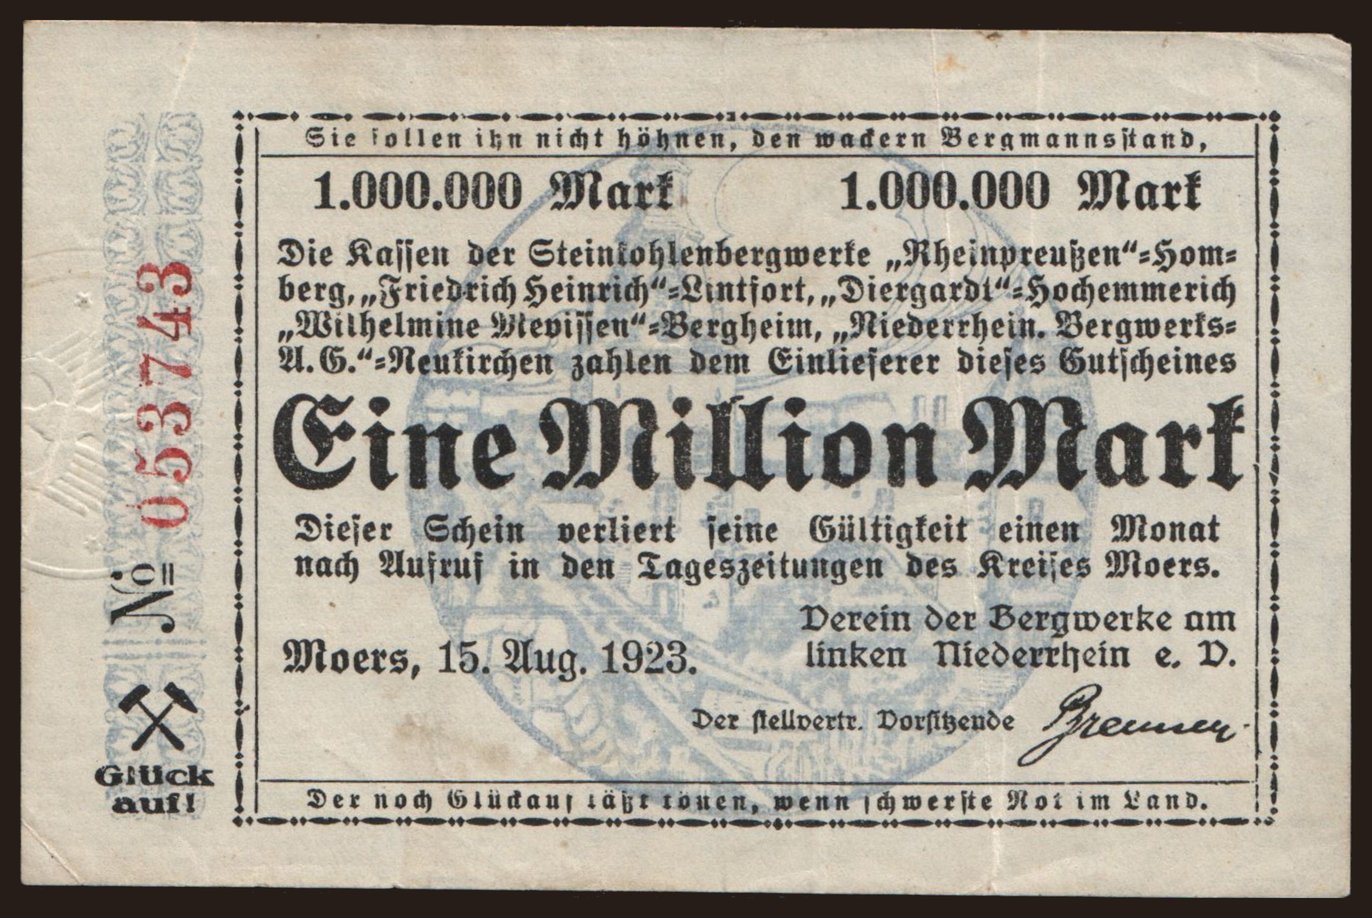 Sie sollen ihn nicht höhnen, den wackern Bergmannsstand,
1.000.000 Mark 1.000.000 Mark
Die Kassen der Steinkohlenbergwerke „Rheinpreußen“=Hom=
berg, „Friedrich Heinrich“=Lintfort, „Diergardt“=Hochemmerich
„Wilhelmine Mevissen“=Bergheim, „Niederrhein. Bergwerks=
A.G.“=Neukirchen zahlen dem Einlieferer dieses Gutscheines
Eine Million Mark
Dieser Schein verliert seine Gültigkeit einen Monat
nach Aufruf in den Tageszeitungen des Kreises Moers.
Verein der Bergwerke am
linken Niederrhein e. V.
Moers, 15. Aug. 1923.
Der stellvertr. Vorsitzende
Der noch Glückauf läßt tönen, wenn schwerste Not im Land.
No 053743
Glück
auf!